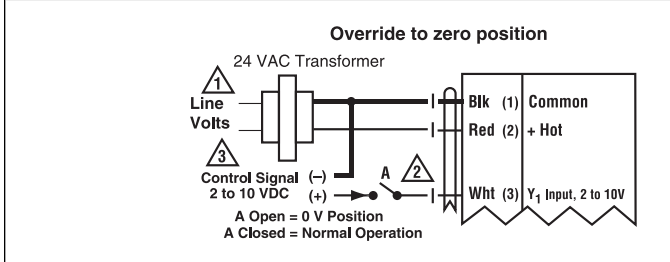 Override to zero position
24 VAC Transformer
1
Line
Volts
Blk (1) Common
Red (2) + Hot
3
Control Signal (–)
2 to 10 VDC (+)
A
2
Wht (3) Y1 Input, 2 to 10V
A Open = 0 V Position
A Closed = Normal Operation